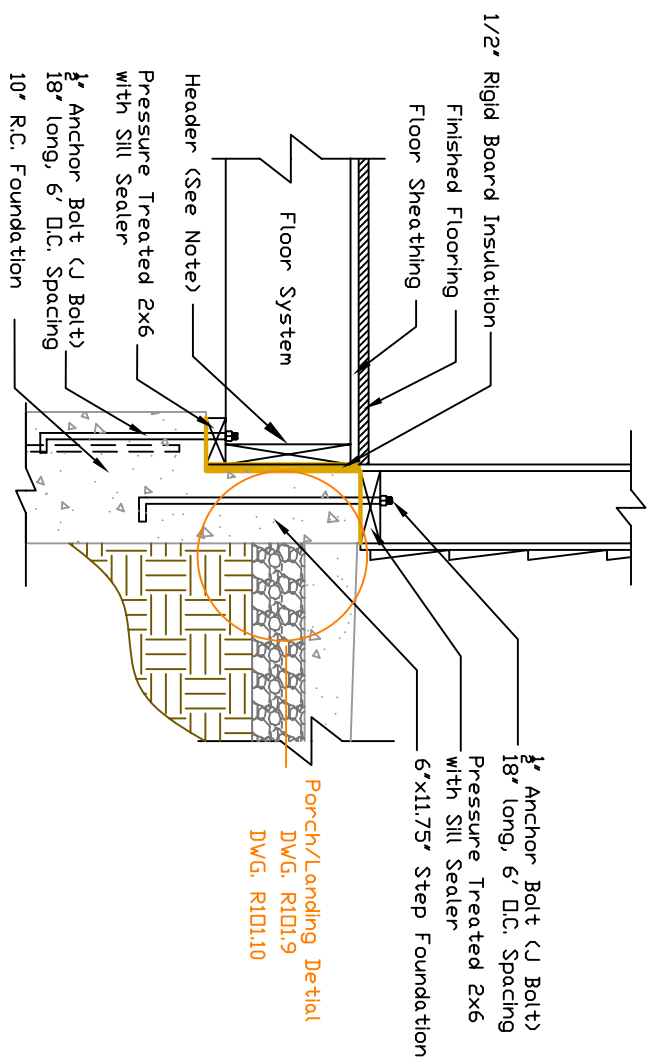 1/2" Rigid Board Insulation
Finished Flooring
Floor Sheathing
Floor System
Header (See Note)
Pressure Treated 2x6
with Sill Sealer
1/2" Anchor Bolt (J Bolt)
18" long, 6' O.C. Spacing
10" R.C. Foundation
1/2" Anchor Bolt (J Bolt)
18" long, 6' O.C. Spacing
Pressure Treated 2x6
with Sill Sealer
6"x11.75" Step Foundation
Porch/Landing Detial
DWG. R101.9
DWG. R101.10